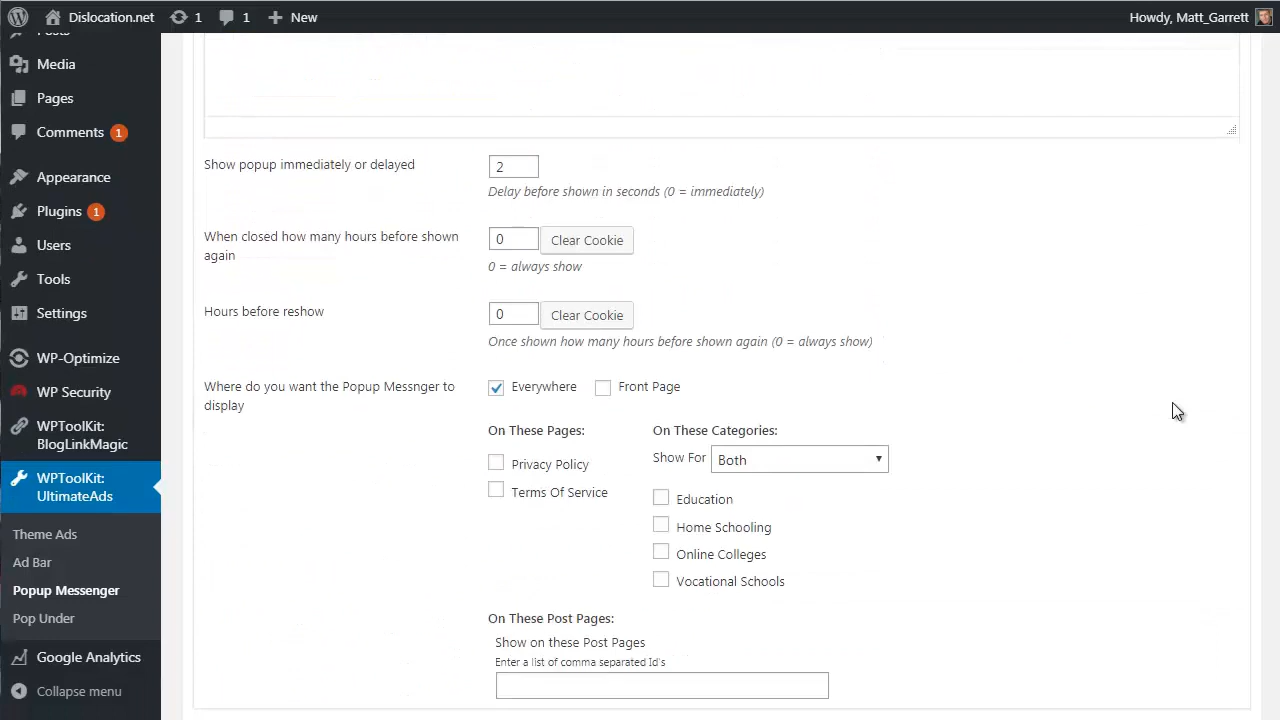 Dislocation.net 1 1 New Howdy, Matt_Garrett
Posts
Media
Pages
Comments 1
Appearance
Plugins 1
Users
Tools
Settings
WP-Optimize
WP Security
WPToolKit:
BlogLinkMagic
WPToolKit:
UltimateAds
Theme Ads
Ad Bar
Popup Messenger
Pop Under
Google Analytics
Collapse menu
Show popup immediately or delayed 2
Delay before shown in seconds (0 = immediately)
When closed how many hours before shown
again
0 Clear Cookie
0 = always show
Hours before reshow 0 Clear Cookie
Once shown how many hours before shown again (0 = always show)
Where do you want the Popup Messnger to
display
Everywhere Front Page
On These Pages:
Privacy Policy
Terms Of Service
On These Categories:
Show For Both
Education
Home Schooling
Online Colleges
Vocational Schools
On These Post Pages:
Show on these Post Pages
Enter a list of comma separated Id's